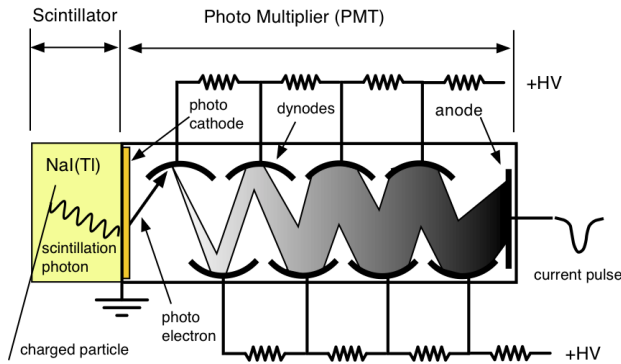 Scintillator
Photo Multiplier (PMT)
+HV
photo
cathode
dynodes
anode
NaI(Tl)
scintillation
photon
current pulse
photo
electron
charged particle
+HV